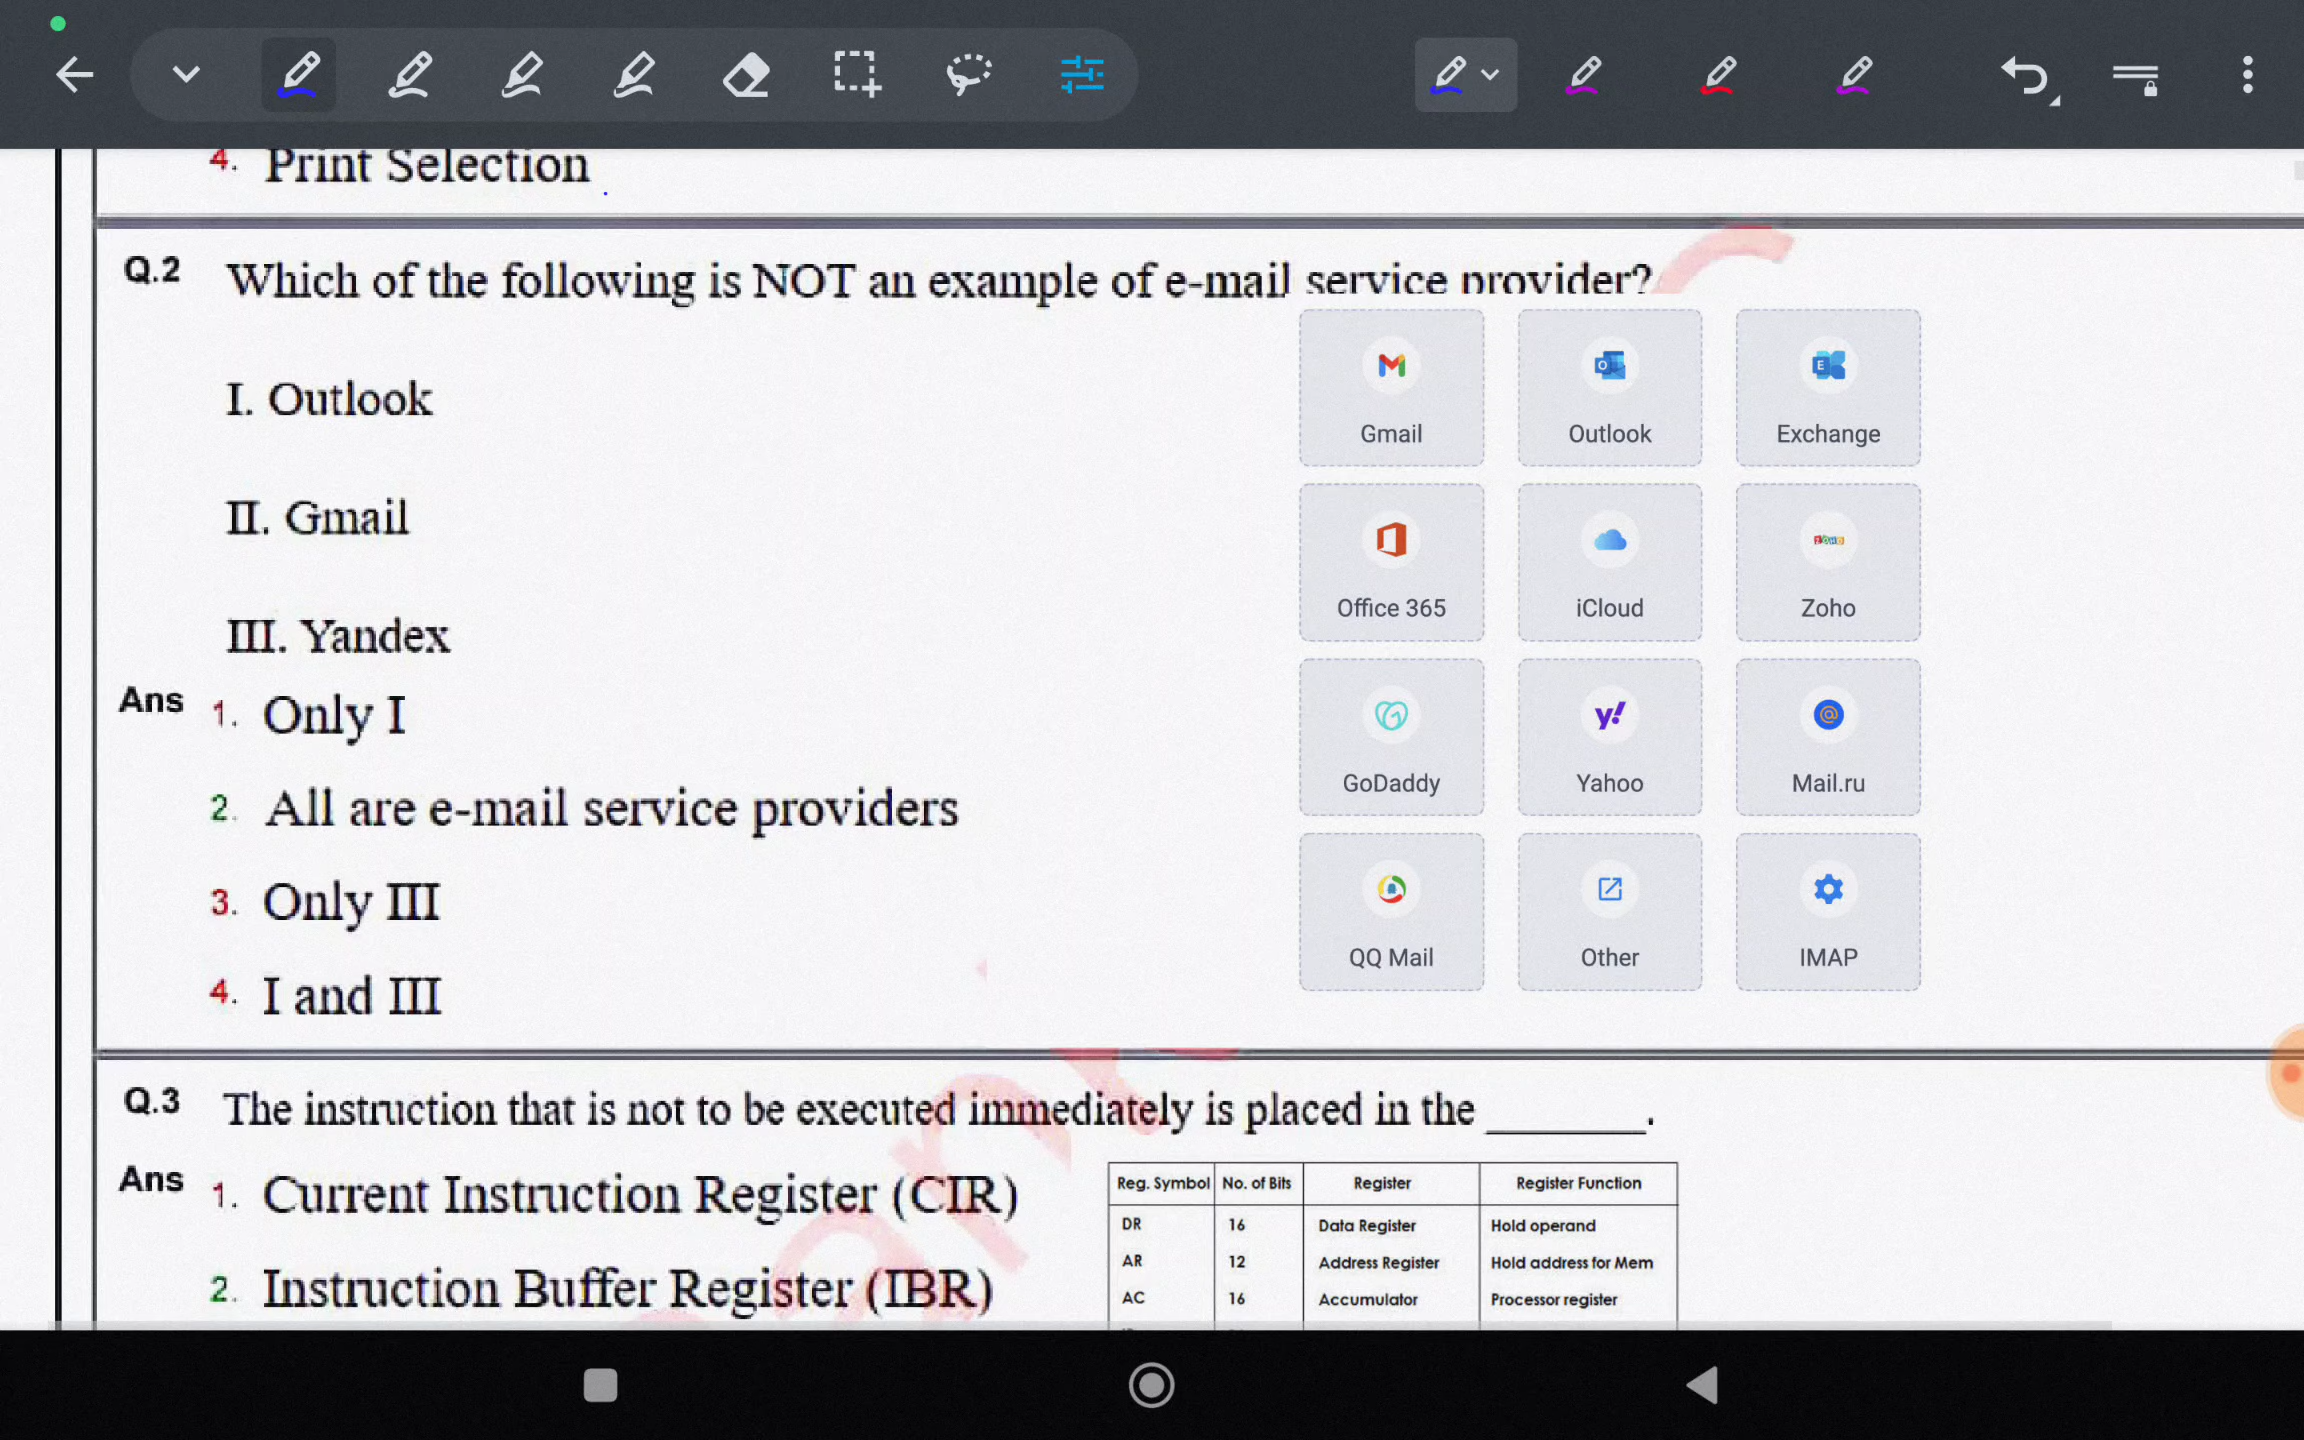 4. Print Selection
Q.2 Which of the following is NOT an example of e-mail service provider?
I. Outlook
II. Gmail
III. Yandex
Ans 1. Only I
2. All are e-mail service providers
3. Only III
4. I and III
Gmail Outlook Exchange
Office 365 iCloud Zoho
GoDaddy Yahoo Mail.ru
QQ Mail Other IMAP
Q.3 The instruction that is not to be executed immediately is placed in the ________.
Ans 1. Current Instruction Register (CIR)
2. Instruction Buffer Register (IBR)
Reg. Symbol No. of Bits Register Register Function
DR 16 Data Register Hold operand
AR 12 Address Register Hold address for Mem
AC 16 Accumulator Processor register